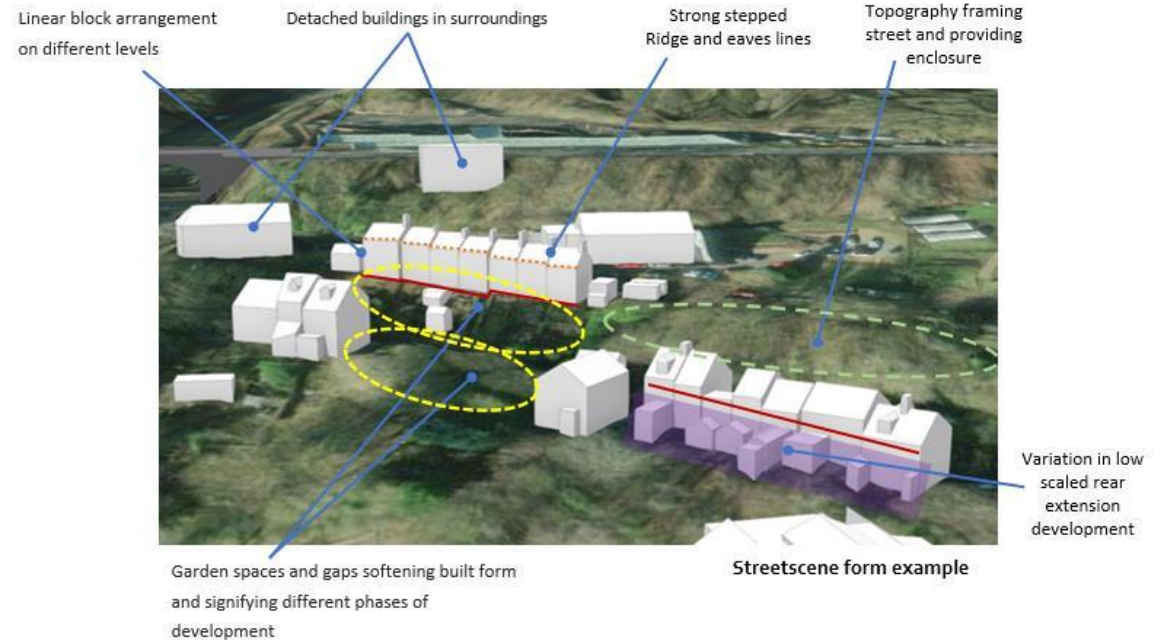 Linear block arrangement
on different levels
Detached buildings in surroundings
Strong stepped
Ridge and eaves lines
Topography framing
street and providing
enclosure
Variation in low
scaled rear
extension
development
Garden spaces and gaps softening built form
and signifying different phases of
development
Streetscene form example